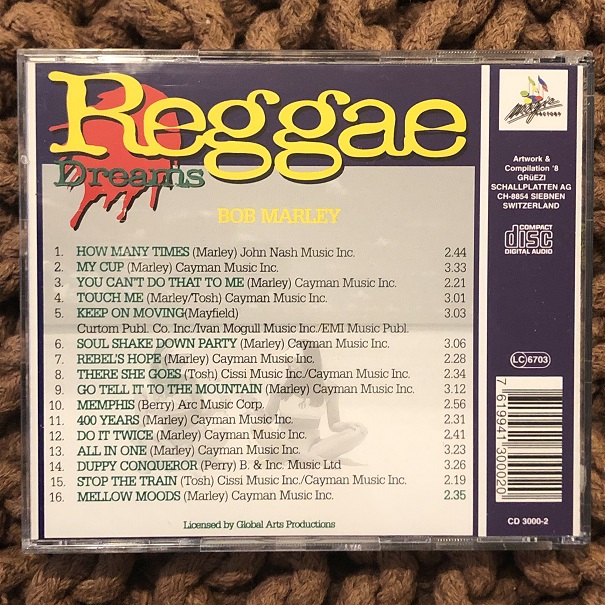 Reggae
Dreams
BOB MARLEY
1. HOW MANY TIMES (Marley) John Nash Music Inc. 2.44
2. MY CUP (Marley) Cayman Music Inc. 3.33
3. YOU CAN'T DO THAT TO ME (Marley) Cayman Music Inc. 2.21
4. TOUCH ME (Marley/Tosh) Cayman Music Inc. 3.01
5. KEEP ON MOVING(Mayfield) 3.03
Curtom Publ. Co. Inc./Ivan Mogull Music Inc./EMI Music Publ.
6. SOUL SHAKE DOWN PARTY (Marley) Cayman Music Inc. 3.06
7. REBEL'S HOPE (Marley) Cayman Music Inc. 2.28
8. THERE SHE GOES (Tosh) Cissi Music Inc./Cayman Music Inc. 2.34
9. GO TELL IT TO THE MOUNTAIN (Marley) Cayman Music Inc. 3.12
10. MEMPHIS (Berry) Arc Music Corp. 2.56
11. 400 YEARS (Marley) Cayman Music Inc. 2.31
12. DO IT TWICE (Marley) Cayman Music Inc. 2.41
13. ALL IN ONE (Marley) Cayman Music Inc. 3.23
14. DUPPY CONQUEROR (Perry) B. & Inc. Music Ltd 3.26
15. STOP THE TRAIN (Tosh) Cissi Music Inc./Cayman Music Inc. 2.19
16. MELLOW MOODS (Marley) Cayman Music Inc. 2.35
Licensed by Global Arts Productions
FACTORY
Artwork &
Compilation '8
GRüEZI
SCHALLPLATTEN AG
CH-8854 SIEBNEN
SWITZERLAND
COMPACT
disc
DIGITAL AUDIO
LC 6703
7 619941 300020
CD 3000-2